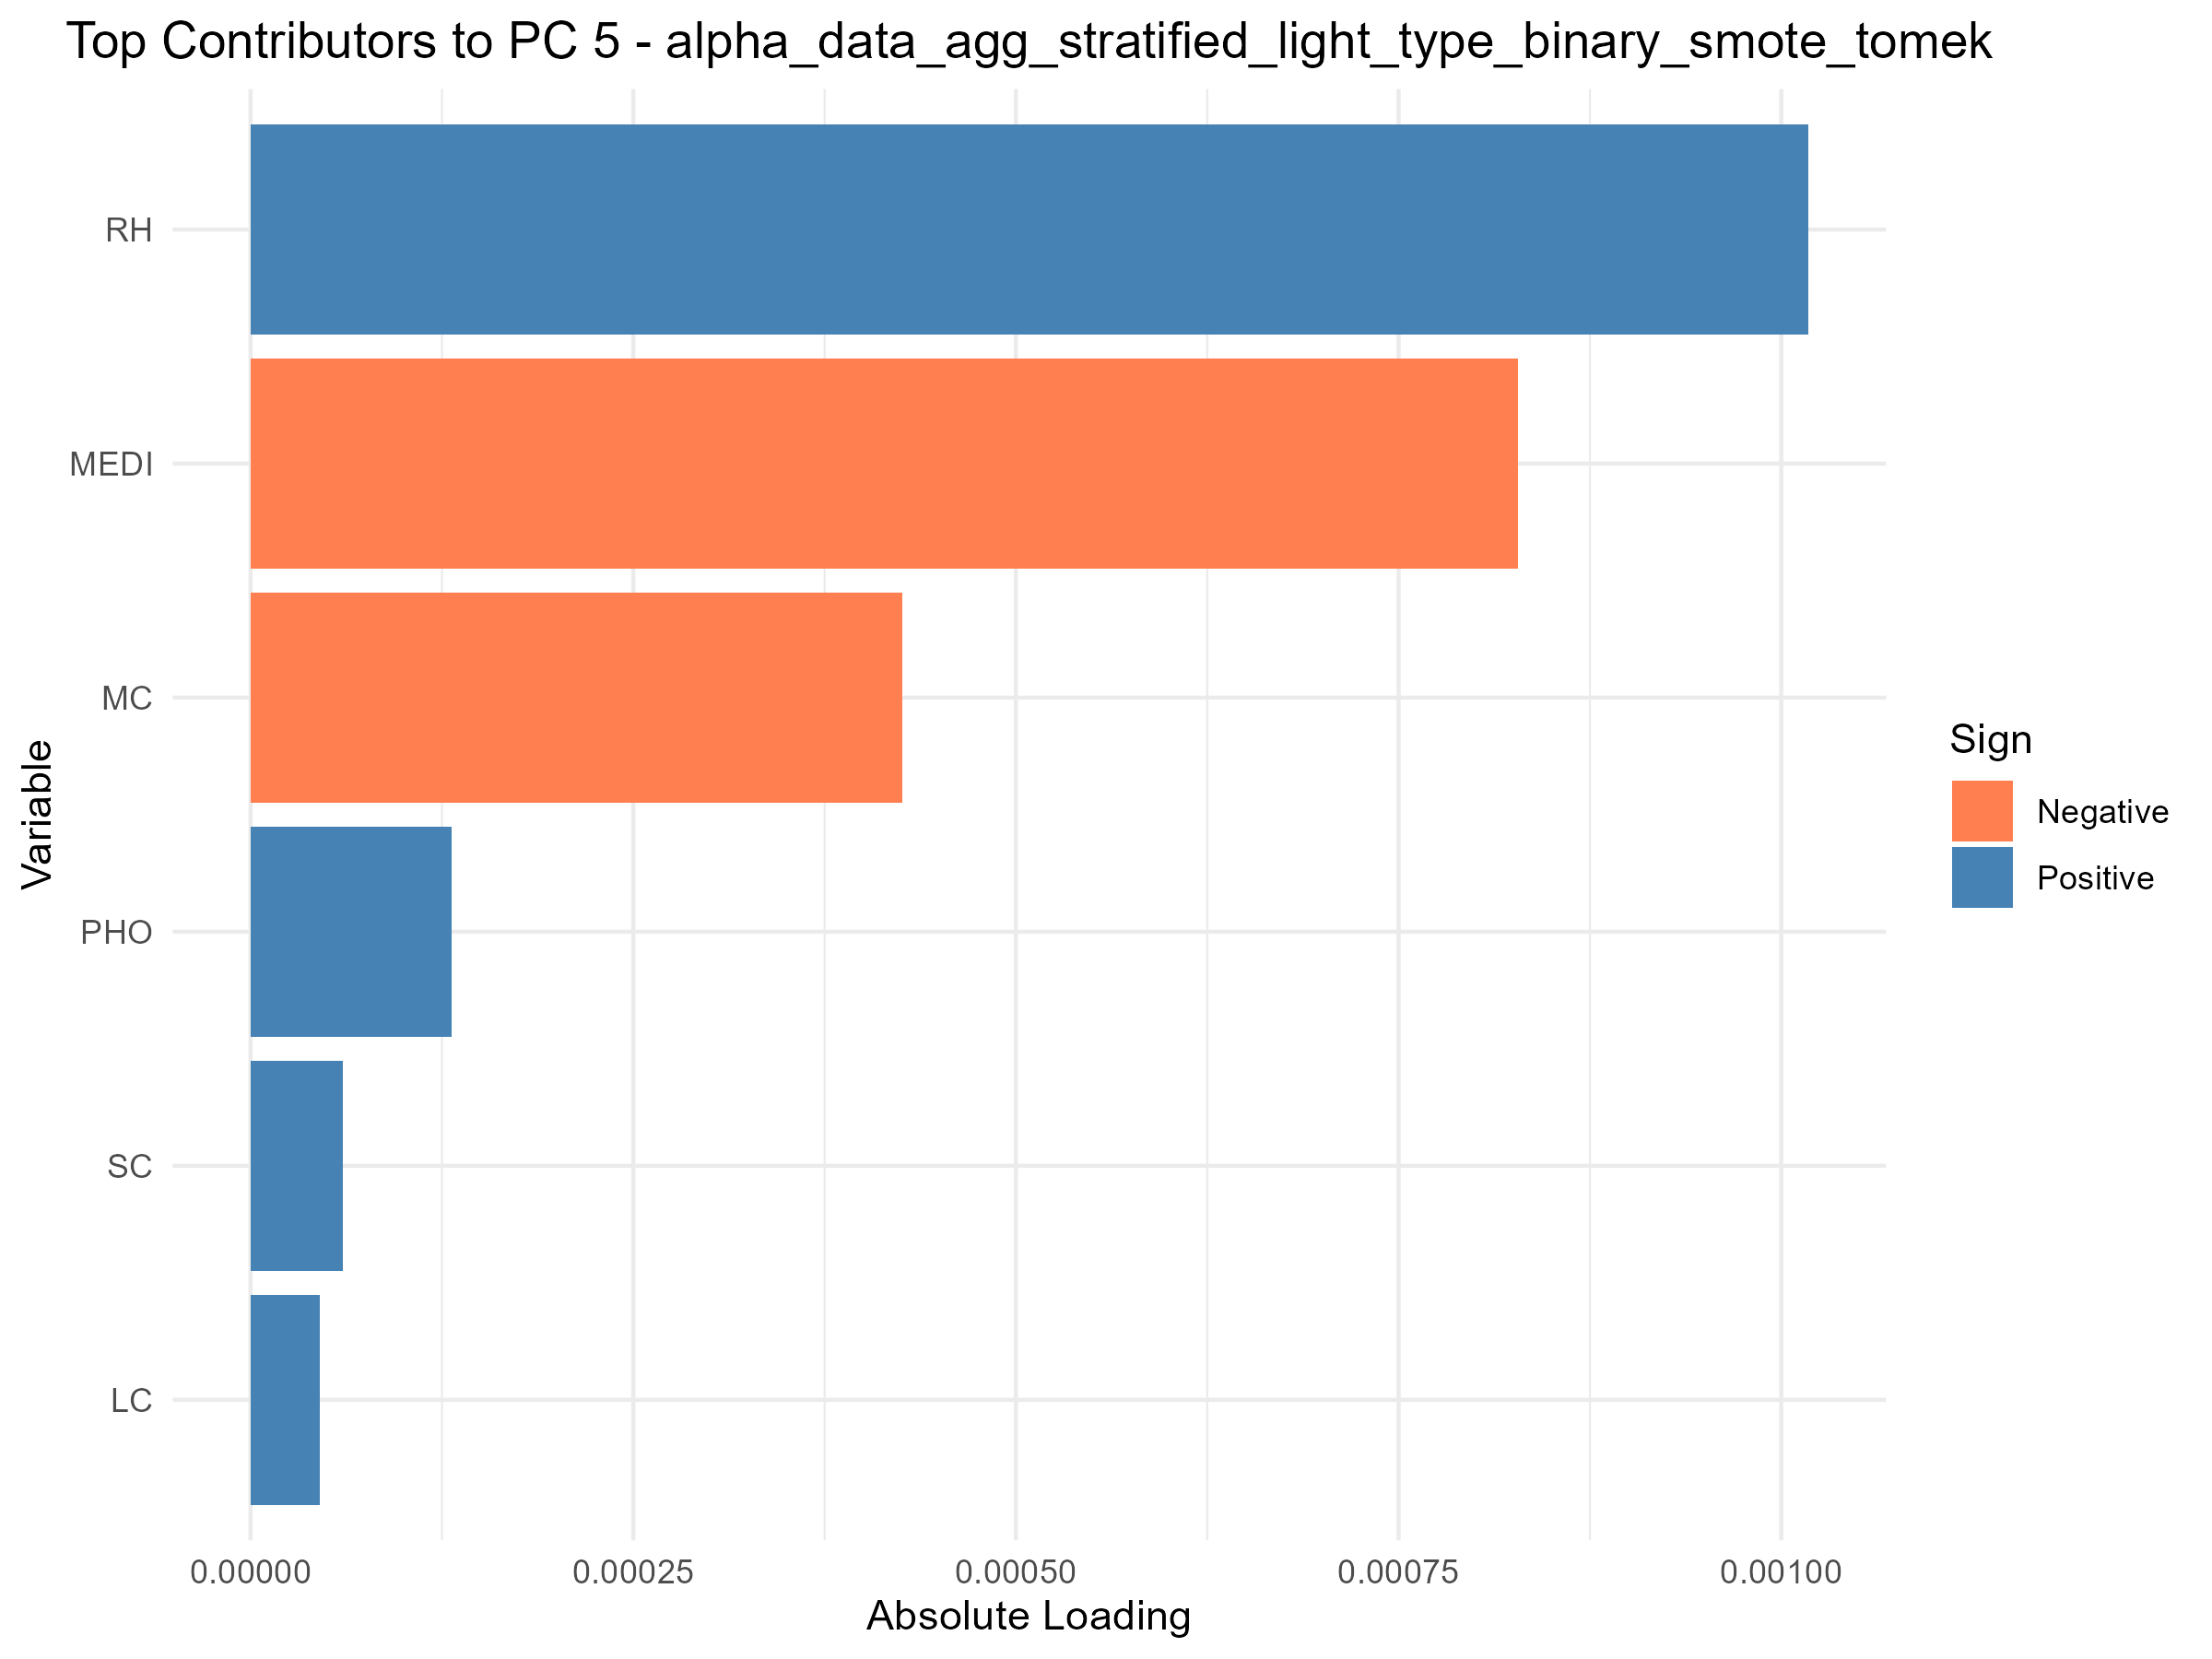 Top Contributors to PC 5 - alpha_data_agg_stratified_light_type_binary_smote_tomek
Variable
RH
MEDI
MC
PHO
SC
LC
0.00000
0.00025
0.00050
0.00075
0.00100
Absolute Loading
Sign
Negative
Positive